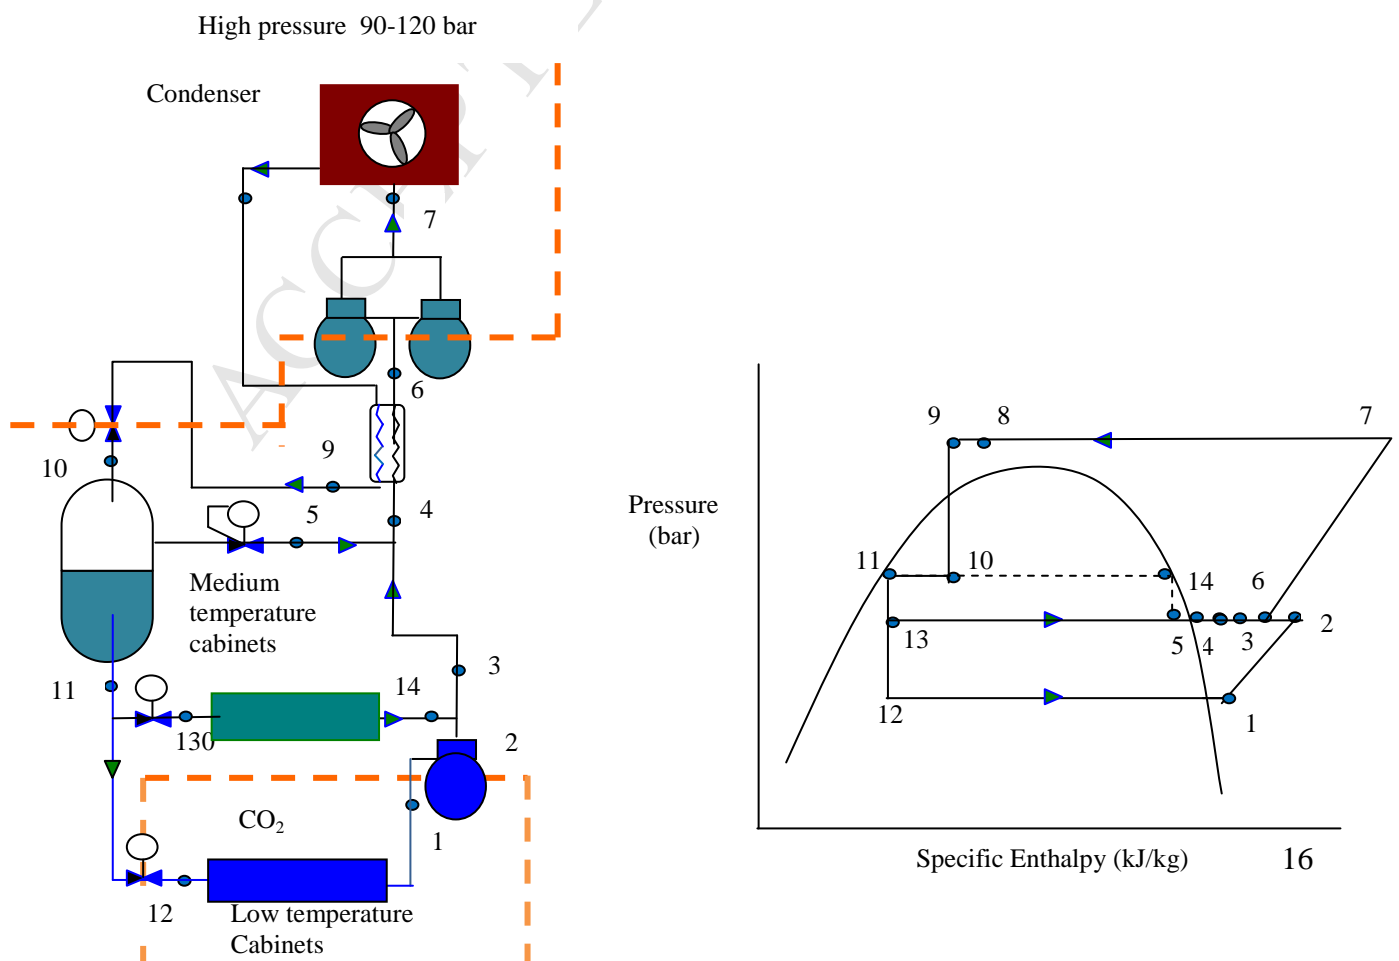 High pressure 90-120 bar
Condenser
7
6
9
10
5
4
Medium
temperature
cabinets
3
11
14
130
2
CO₂
1
12
Low temperature
Cabinets
ACCEPT
9 8 7
Pressure
(bar)
11 10 14 6
13 5 4 3 2
12 1
Specific Enthalpy (kJ/kg) 16